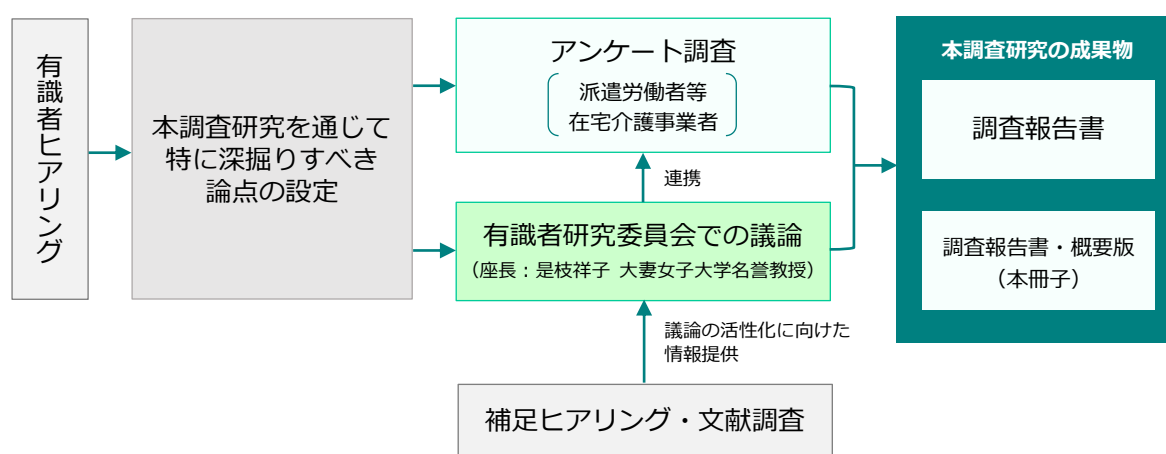 有識者ヒアリング
本調査研究を通じて
特に深掘りすべき
論点の設定
アンケート調査
派遣労働者等
在宅介護事業者
連携
有識者研究委員会での議論
（座長：是枝祥子 大妻女子大学名誉教授）
議論の活性化に向けた
情報提供
補足ヒアリング・文献調査
本調査研究の成果物
調査報告書
調査報告書・概要版
（本冊子）